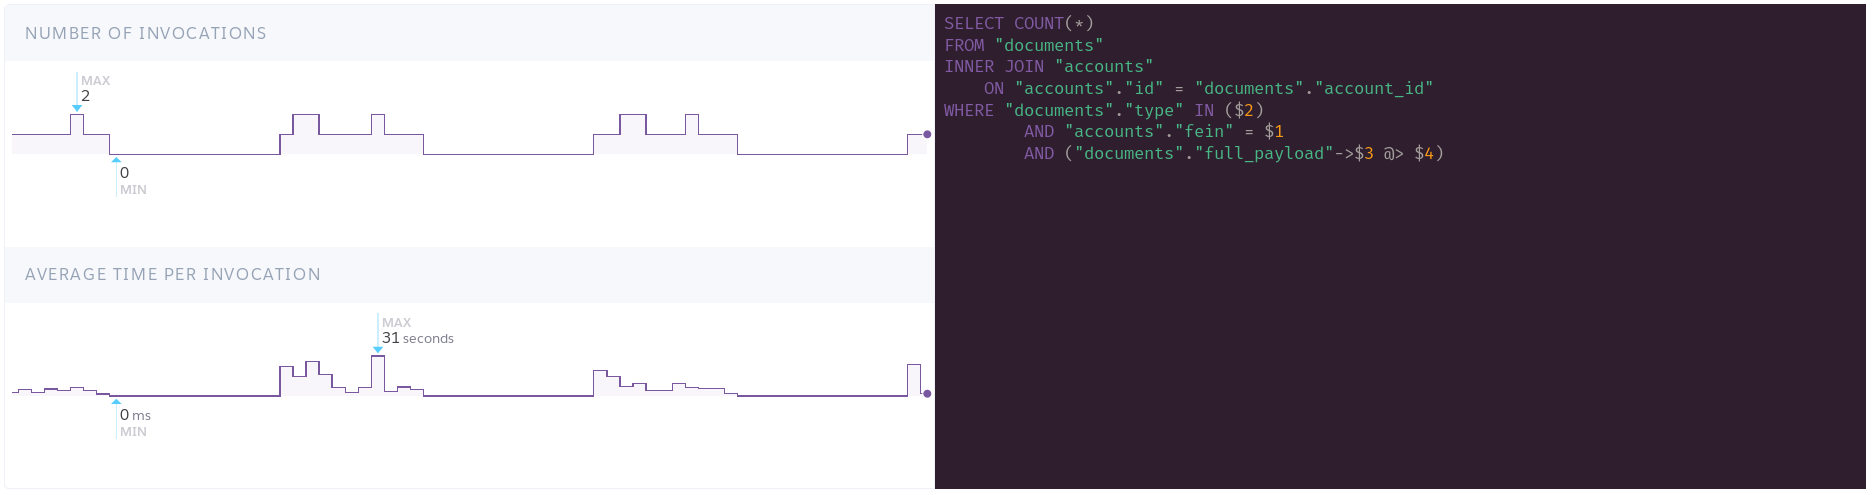 NUMBER OF INVOCATIONS
MAX
2
0
MIN
AVERAGE TIME PER INVOCATION
MAX
31 seconds
0 ms
MIN
SELECT COUNT(*)
FROM "documents"
INNER JOIN "accounts"
    ON "accounts"."id" = "documents"."account_id"
WHERE "documents"."type" IN ($2)
        AND "accounts"."fein" = $1
        AND ("documents"."full_payload"->$3 @> $4)